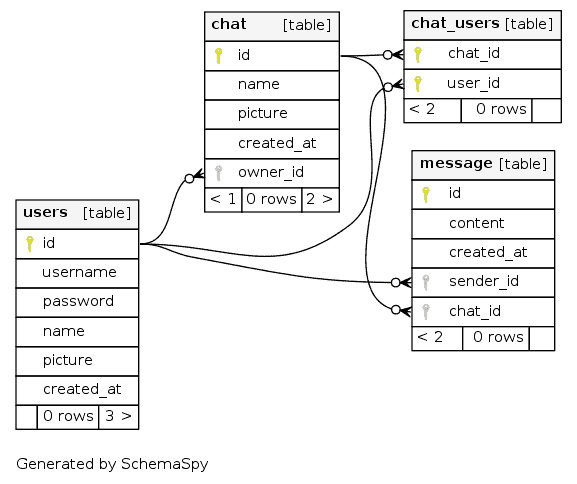 chat [table]
id
name
picture
created_at
owner_id
< 1 0 rows 2 >
chat_users [table]
chat_id
user_id
< 2 0 rows
message [table]
id
content
created_at
sender_id
chat_id
< 2 0 rows
users [table]
id
username
password
name
picture
created_at
0 rows 3 >
Generated by SchemaSpy